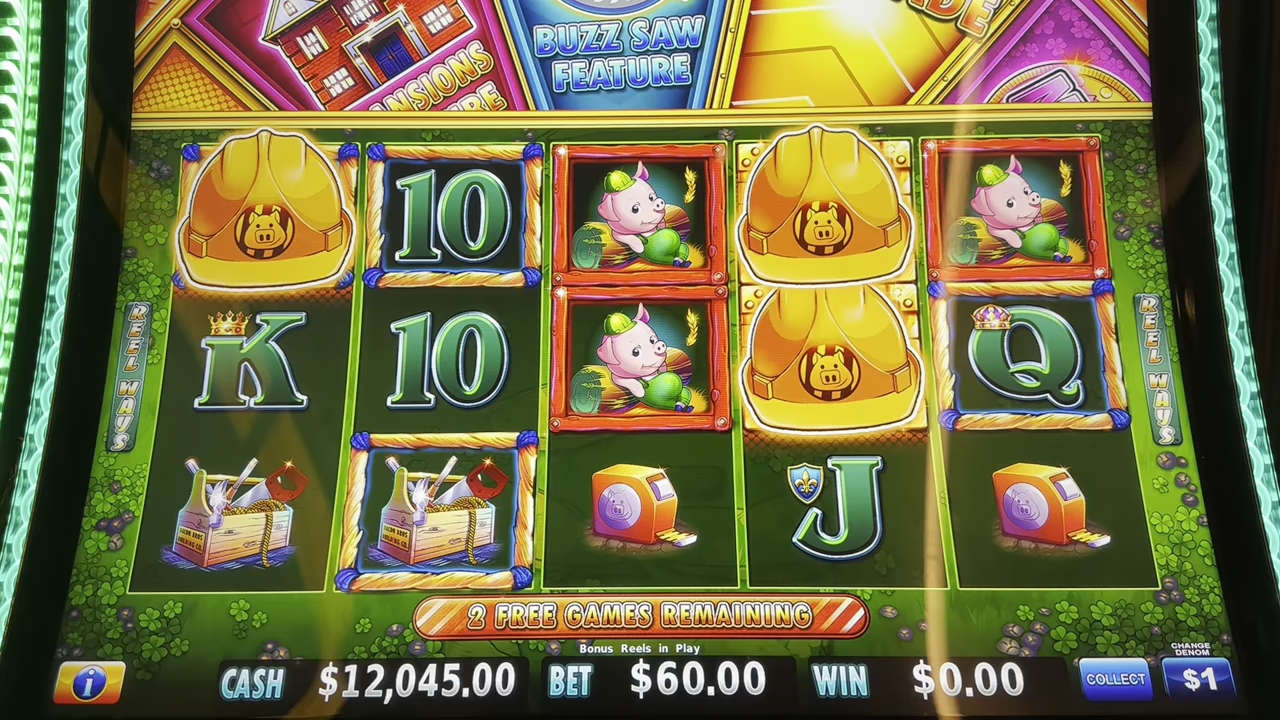 BUZZ SAW
FEATURE
10
K
10
Q
REEL WAYS
REEL WAYS
J
2 FREE GAMES REMAINING
Bonus Reels in Play
CASH $12,045.00 BET $60.00 WIN $0.00
COLLECT
CHANGE
DENOM
$1